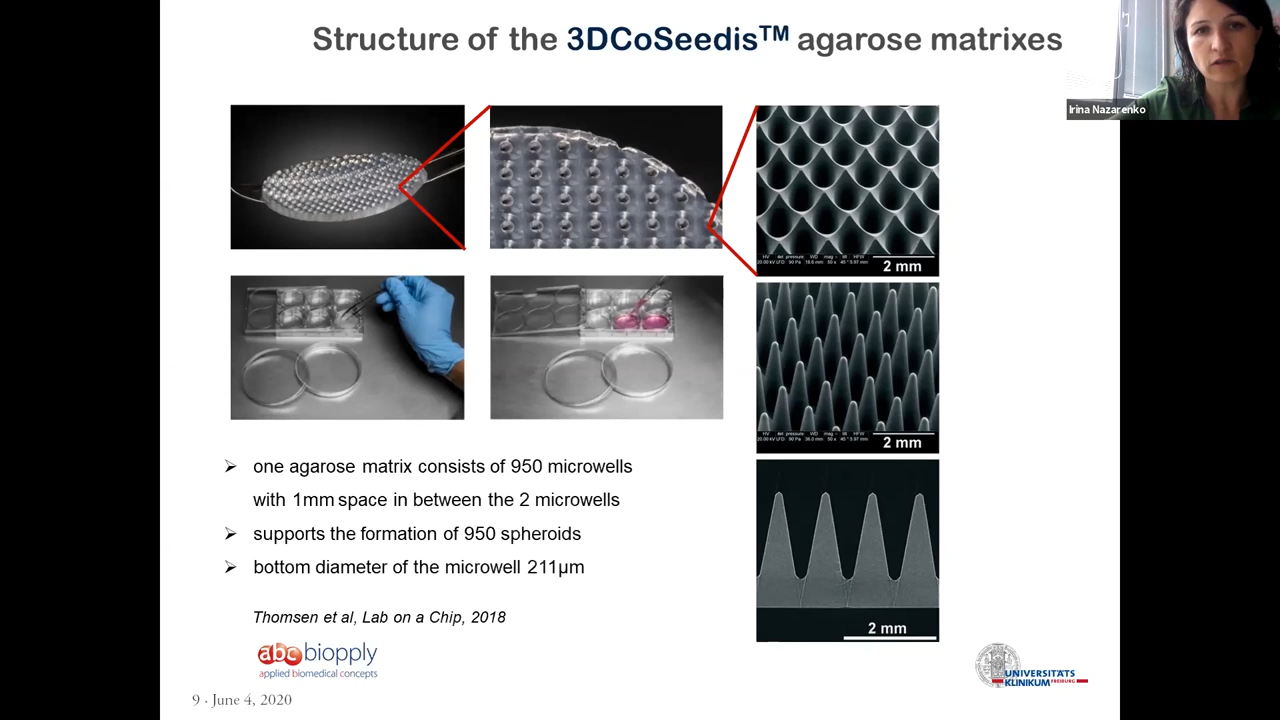 Structure of the 3DCoSeedis™ agarose matrixes
Irina Nazarenko
2 mm
2 mm
2 mm
➢ one agarose matrix consists of 950 microwells
with 1mm space in between the 2 microwells
➢ supports the formation of 950 spheroids
➢ bottom diameter of the microwell 211µm
Thomsen et al, Lab on a Chip, 2018
abc biopply
applied biomedical concepts
UNIVERSITÄTS
KLINIKUM FREIBURG
9 · June 4, 2020